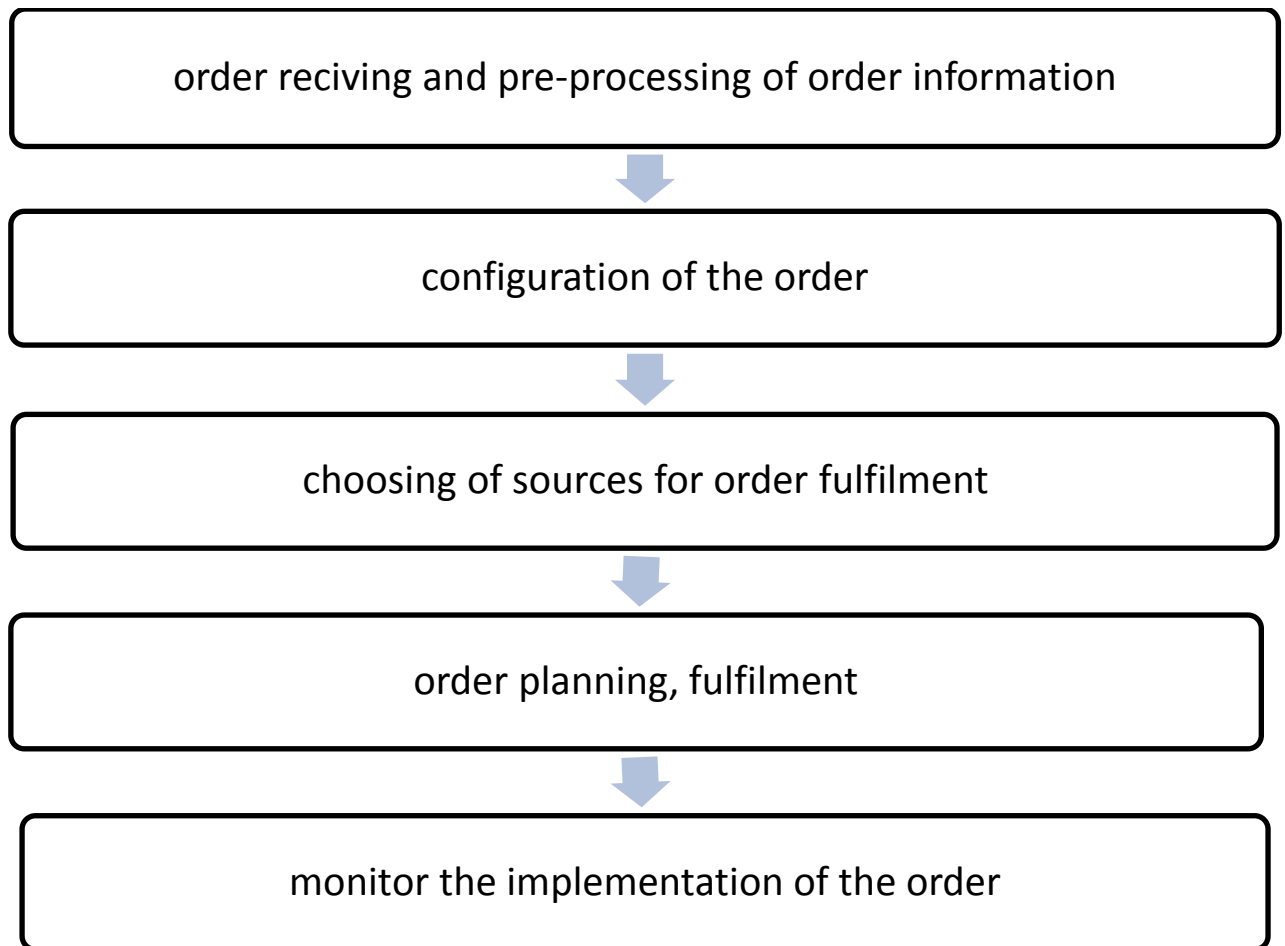 order reciving and pre-processing of order information
configuration of the order
choosing of sources for order fulfilment
order planning, fulfilment
monitor the implementation of the order